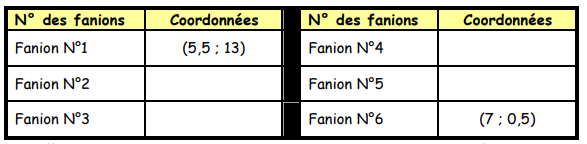 N° des fanions Coordonnées N° des fanions Coordonnées
Fanion N°1 (5,5 ; 13) Fanion N°4
Fanion N°2 Fanion N°5
Fanion N°3 Fanion N°6 (7 ; 0,5)